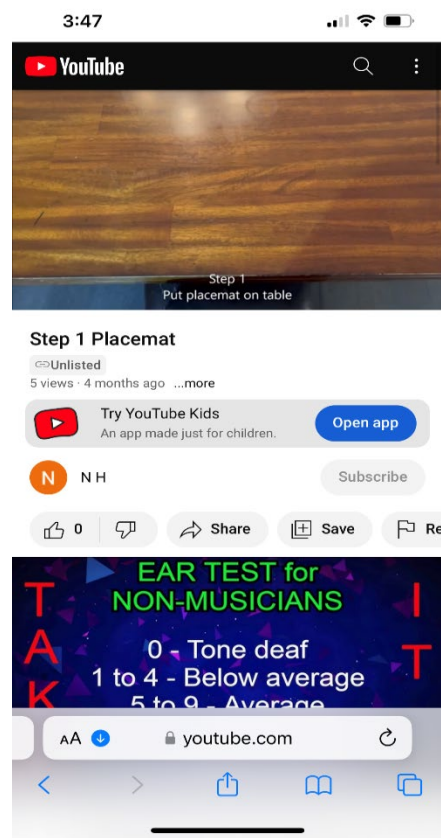 3:47
YouTube
Step 1
Put placemat on table
Step 1 Placemat
Unlisted
5 views · 4 months ago ...more
Try YouTube Kids
An app made just for children.
Open app
N
N H
Subscribe
0
Share
Save
Re
EAR TEST for
NON-MUSICIANS
TAK
IT
0 - Tone deaf
1 to 4 - Below average
5 to 9 - Average
AA
youtube.com